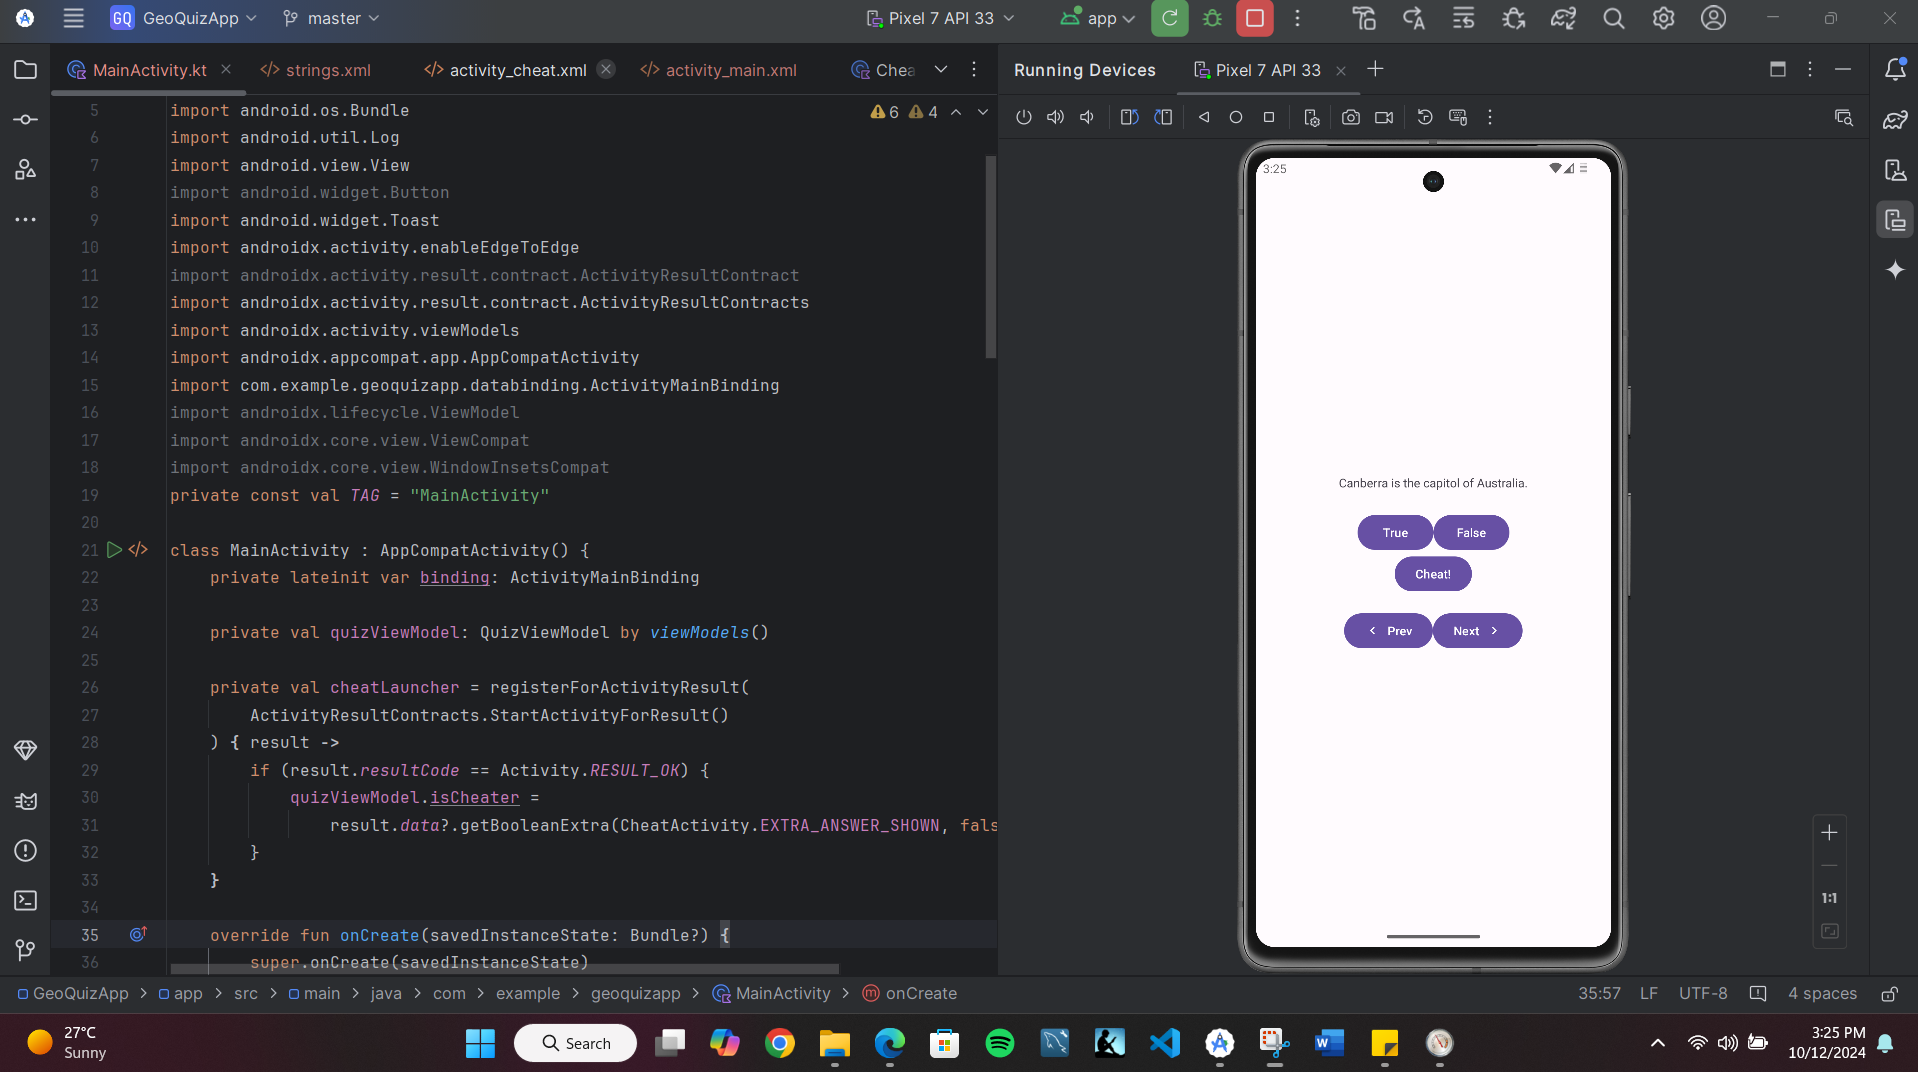 GQ GeoQuizApp master Pixel 7 API 33 app
MainActivity.kt strings.xml activity_cheat.xml activity_main.xml Chea
Running Devices Pixel 7 API 33
6 4
5 import android.os.Bundle
6 import android.util.Log
7 import android.view.View
8 import android.widget.Button
9 import android.widget.Toast
10 import androidx.activity.enableEdgeToEdge
11 import androidx.activity.result.contract.ActivityResultContract
12 import androidx.activity.result.contract.ActivityResultContracts
13 import androidx.activity.viewModels
14 import androidx.appcompat.app.AppCompatActivity
15 import com.example.geoquizapp.databinding.ActivityMainBinding
16 import androidx.lifecycle.ViewModel
17 import androidx.core.view.ViewCompat
18 import androidx.core.view.WindowInsetsCompat
19 private const val TAG = "MainActivity"
20
21 class MainActivity : AppCompatActivity() {
22 private lateinit var binding: ActivityMainBinding
23
24 private val quizViewModel: QuizViewModel by viewModels()
25
26 private val cheatLauncher = registerForActivityResult(
27 ActivityResultContracts.StartActivityForResult()
28 ) { result ->
29 if (result.resultCode == Activity.RESULT_OK) {
30 quizViewModel.isCheater =
31 result.data?.getBooleanExtra(CheatActivity.EXTRA_ANSWER_SHOWN, fals
32 }
33 }
34
35 override fun onCreate(savedInstanceState: Bundle?) {
36 super.onCreate(savedInstanceState)
3:25
Canberra is the capitol of Australia.
True False
Cheat!
Prev Next
1:1
GeoQuizApp app src main java com example geoquizapp MainActivity onCreate
35:57 LF UTF-8 4 spaces
27°C
Sunny
Search
3:25 PM
10/12/2024